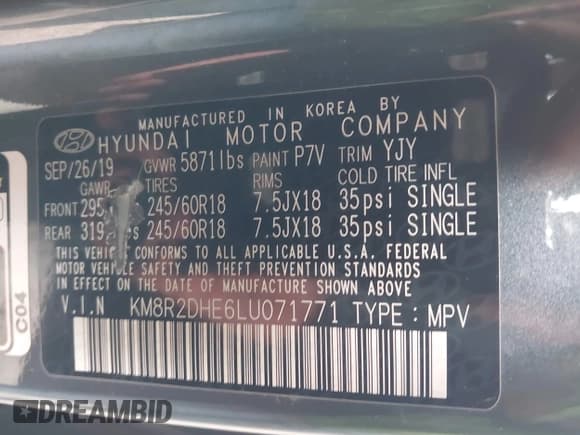 MANUFACTURED IN KOREA BY
HYUNDAI MOTOR COMPANY
SEP/26/19 GVWR 5871lbs PAINT P7V TRIM YJY
GAWR TIRES RIMS COLD TIRE INFL
FRONT 245/60R18 7.5JX18 35psi SINGLE
REAR 245/60R18 7.5JX18 35psi SINGLE
THIS VEHICLE CONFORMS TO ALL APPLICABLE U.S.A. FEDERAL
MOTOR VEHICLE SAFETY AND THEFT PREVENTION STANDARDS
IN EFFECT ON THE DATE OF MANUFACTURE SHOWN ABOVE.
V.I.N KM8R2DHE6LU071771 TYPE : MPV
C04
DREAMBID